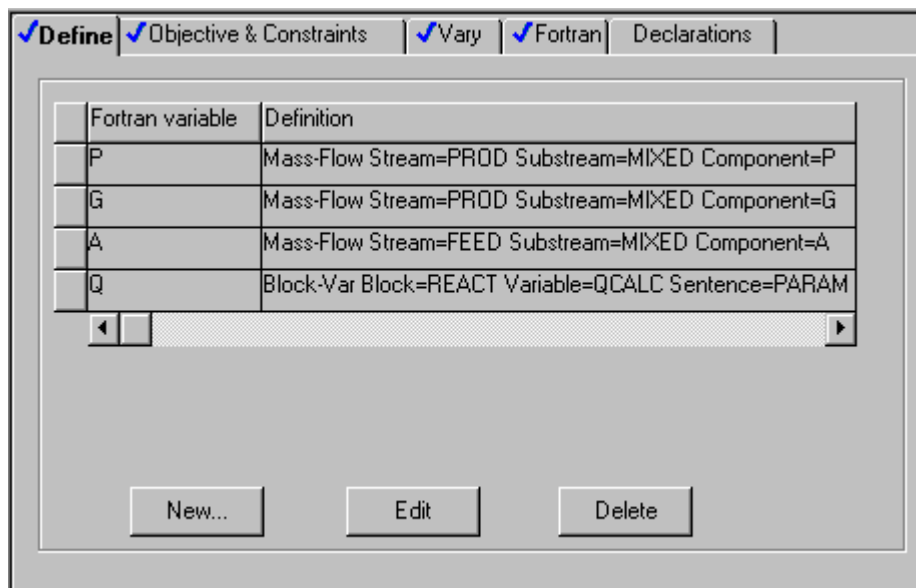 Define Objective & Constraints Vary Fortran Declarations
Fortran variable Definition
P Mass-Flow Stream=PROD Substream=MIXED Component=P
G Mass-Flow Stream=PROD Substream=MIXED Component=G
A Mass-Flow Stream=FEED Substream=MIXED Component=A
Q Block-Var Block=REACT Variable=QCALC Sentence=PARAM
New... Edit Delete